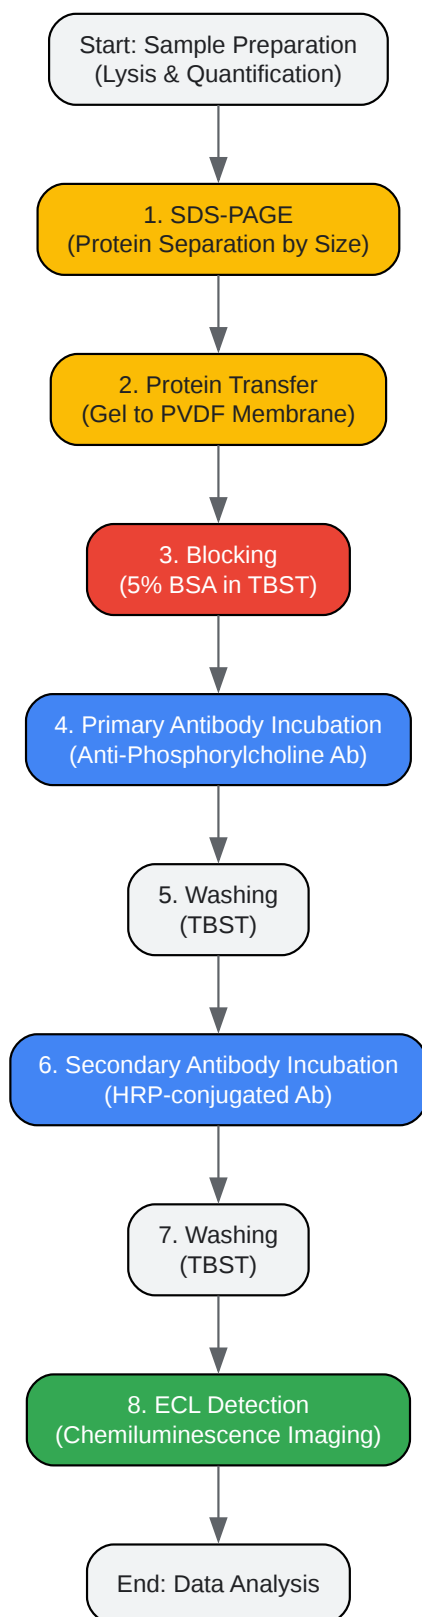 Start: Sample Preparation
(Lysis & Quantification)
1. SDS-PAGE
(Protein Separation by Size)
2. Protein Transfer
(Gel to PVDF Membrane)
3. Blocking
(5% BSA in TBST)
4. Primary Antibody Incubation
(Anti-Phosphorylcholine Ab)
5. Washing
(TBST)
6. Secondary Antibody Incubation
(HRP-conjugated Ab)
7. Washing
(TBST)
8. ECL Detection
(Chemiluminescence Imaging)
End: Data Analysis